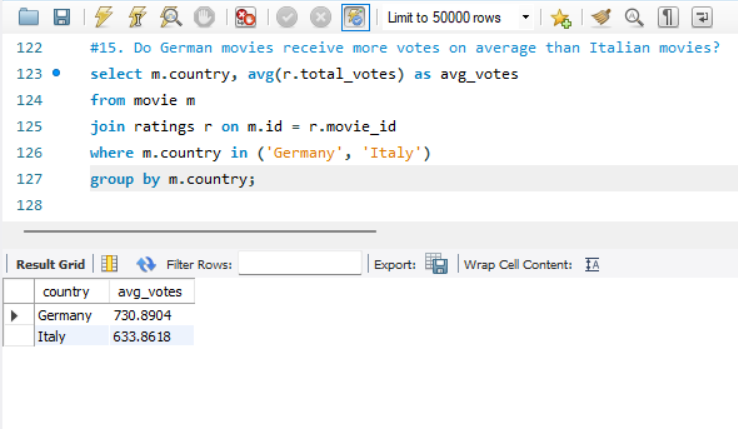 Limit to 50000 rows
122 #15. Do German movies receive more votes on average than Italian movies?
123 select m.country, avg(r.total_votes) as avg_votes
124 from movie m
125 join ratings r on m.id = r.movie_id
126 where m.country in ('Germany', 'Italy')
127 group by m.country;
128
Result Grid Filter Rows: Export: Wrap Cell Content:
country avg_votes
Germany 730.8904
Italy 633.8618